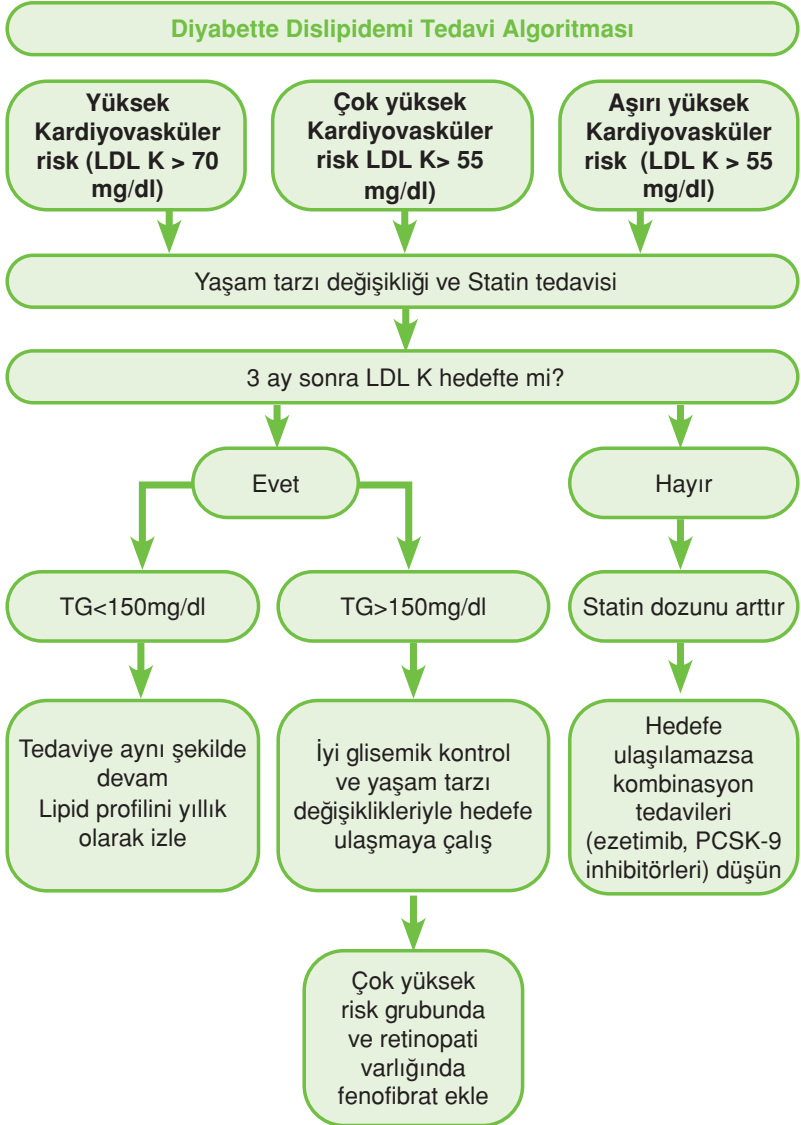 Diyabette Dislipidemi Tedavi Algoritması
Yüksek
Kardiyovasküler
risk (LDL K > 70
mg/dl)
Çok yüksek
Kardiyovasküler
risk LDL K> 55
mg/dl)
Aşırı yüksek
Kardiyovasküler
risk (LDL K > 55
mg/dl)
Yaşam tarzı değişikliği ve Statin tedavisi
3 ay sonra LDL K hedefte mi?
Evet
Hayır
TG<150mg/dl
TG>150mg/dl
Statin dozunu arttır
Tedaviye aynı şekilde
devam
Lipid profilini yıllık
olarak izle
İyi glisemik kontrol
ve yaşam tarzı
değişiklikleriyle hedefe
ulaşmaya çalış
Hedefe
ulaşılamazsa
kombinasyon
tedavileri
(ezetimib, PCSK-9
inhibitörleri) düşün
Çok yüksek
risk grubunda
ve retinopati
varlığında
fenofibrat ekle